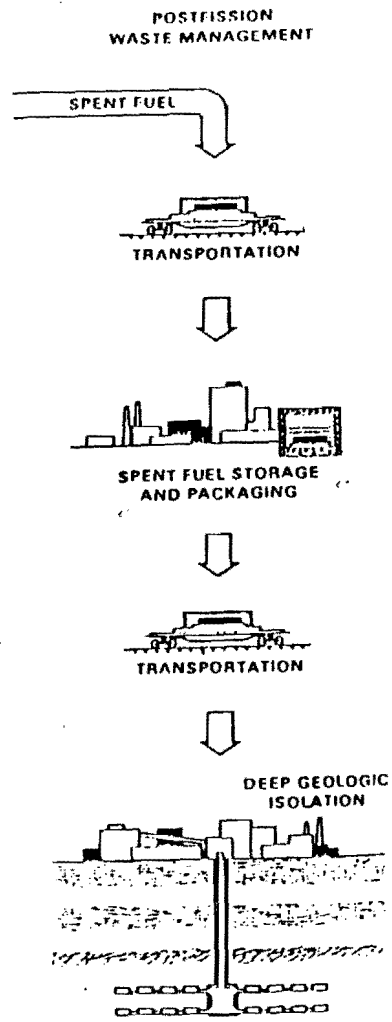 POSTFISSION
WASTE MANAGEMENT
SPENT FUEL
TRANSPORTATION
SPENT FUEL STORAGE
AND PACKAGING
TRANSPORTATION
DEEP GEOLOGIC
ISOLATION